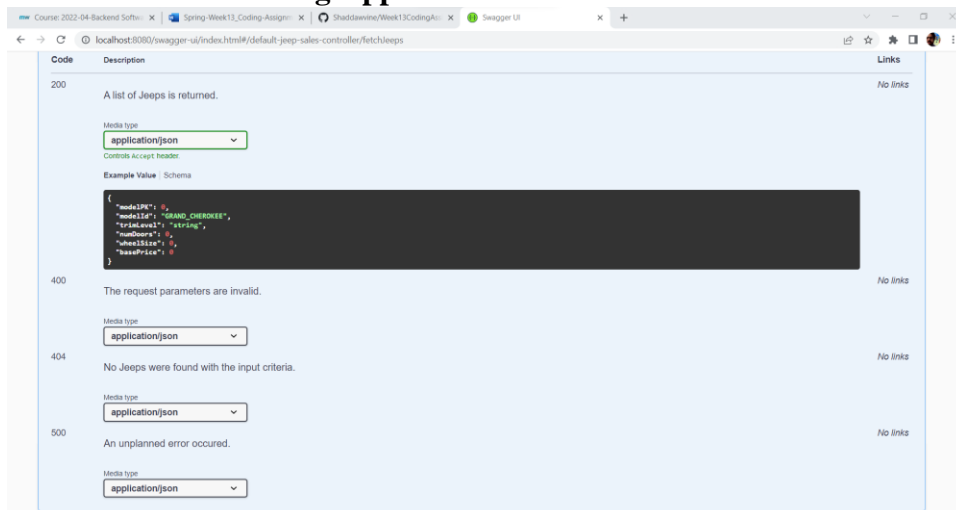 Course: 2022-04-Backend Softw
Spring-Week13_Coding-Assignm
Shaddawvine/Week13CodingAss
Swagger UI
localhost:8080/swagger-ui/index.html#/default-jeep-sales-controller/fetchJeeps
Code Description Links
200 No links
A list of Jeeps is returned.
Media type
application/json
Controls Accept header.
Example Value Schema
{
"modelPK": 0,
"modelId": "GRAND_CHEROKEE",
"trimLevel": "string",
"numDoors": 0,
"wheelSize": 0,
"basePrice": 0
}
400 No links
The request parameters are invalid.
Media type
application/json
404 No links
No Jeeps were found with the input criteria.
Media type
application/json
500 No links
An unplanned error occured.
Media type
application/json